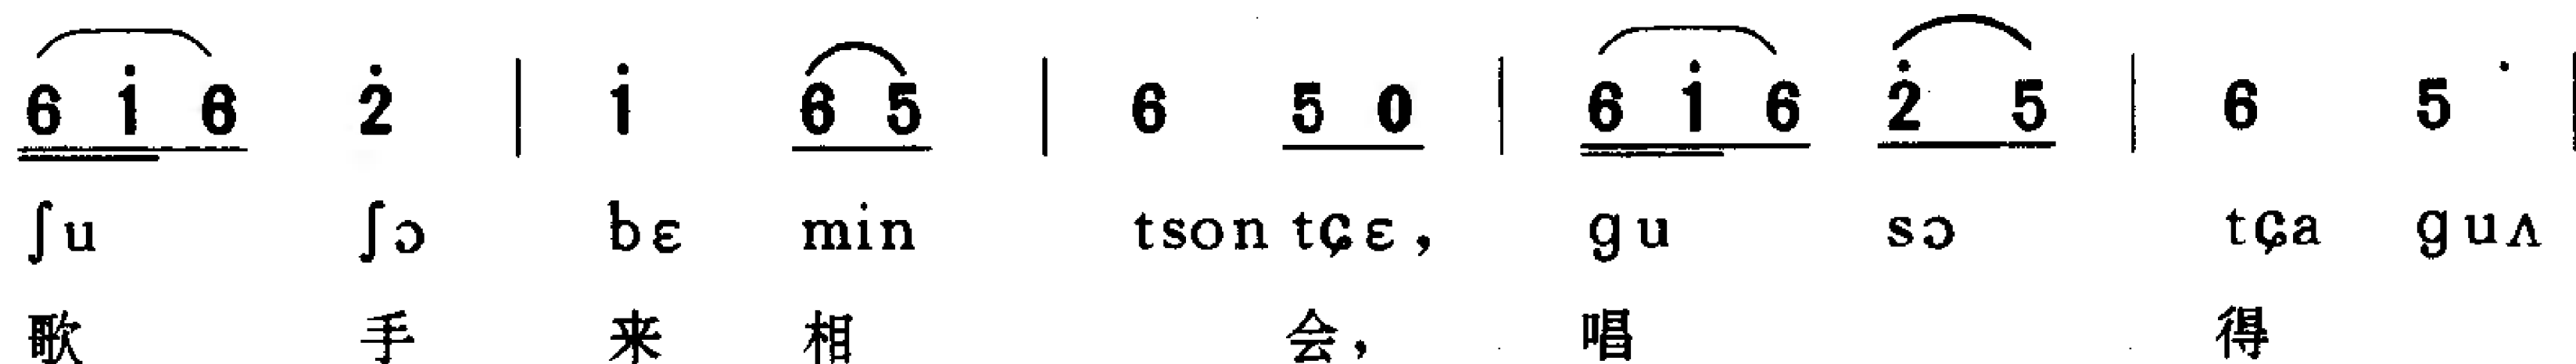 6 i̇ 6 2̇ | i̇ 6 5 | 6 5 0 | 6 i̇ 6 2̇ 5 | 6 5 |
ʃu ʃɔ bɛ min tson tɕɛ, gu sɔ tɕa guʌ
歌 手 来 相 会, 唱 得